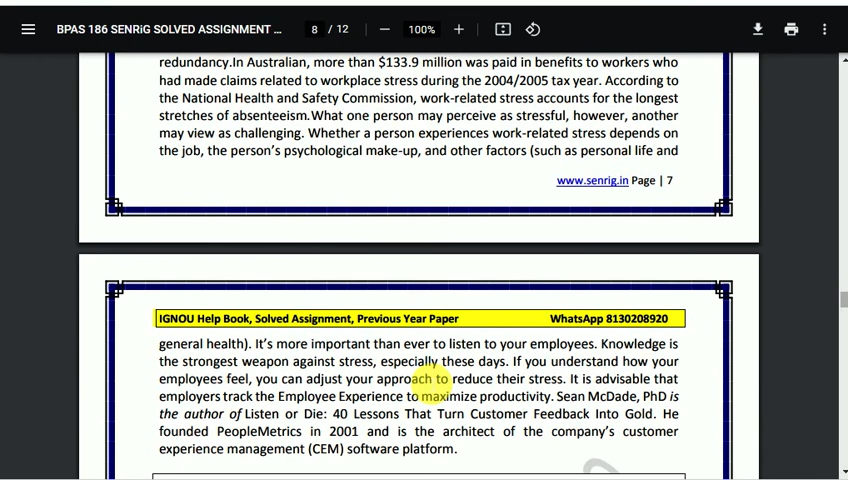 BPAS 186 SENRiG SOLVED ASSIGNMENT ... 8 / 12 100%
redundancy.In Australian, more than $133.9 million was paid in benefits to workers who
had made claims related to workplace stress during the 2004/2005 tax year. According to
the National Health and Safety Commission, work-related stress accounts for the longest
stretches of absenteeism.What one person may perceive as stressful, however, another
may view as challenging. Whether a person experiences work-related stress depends on
the job, the person's psychological make-up, and other factors (such as personal life and
www.senrig.in Page | 7
IGNOU Help Book, Solved Assignment, Previous Year Paper WhatsApp 8130208920
general health). It's more important than ever to listen to your employees. Knowledge is
the strongest weapon against stress, especially these days. If you understand how your
employees feel, you can adjust your approach to reduce their stress. It is advisable that
employers track the Employee Experience to maximize productivity. Sean McDade, PhD is
the author of Listen or Die: 40 Lessons That Turn Customer Feedback Into Gold. He
founded PeopleMetrics in 2001 and is the architect of the company's customer
experience management (CEM) software platform.